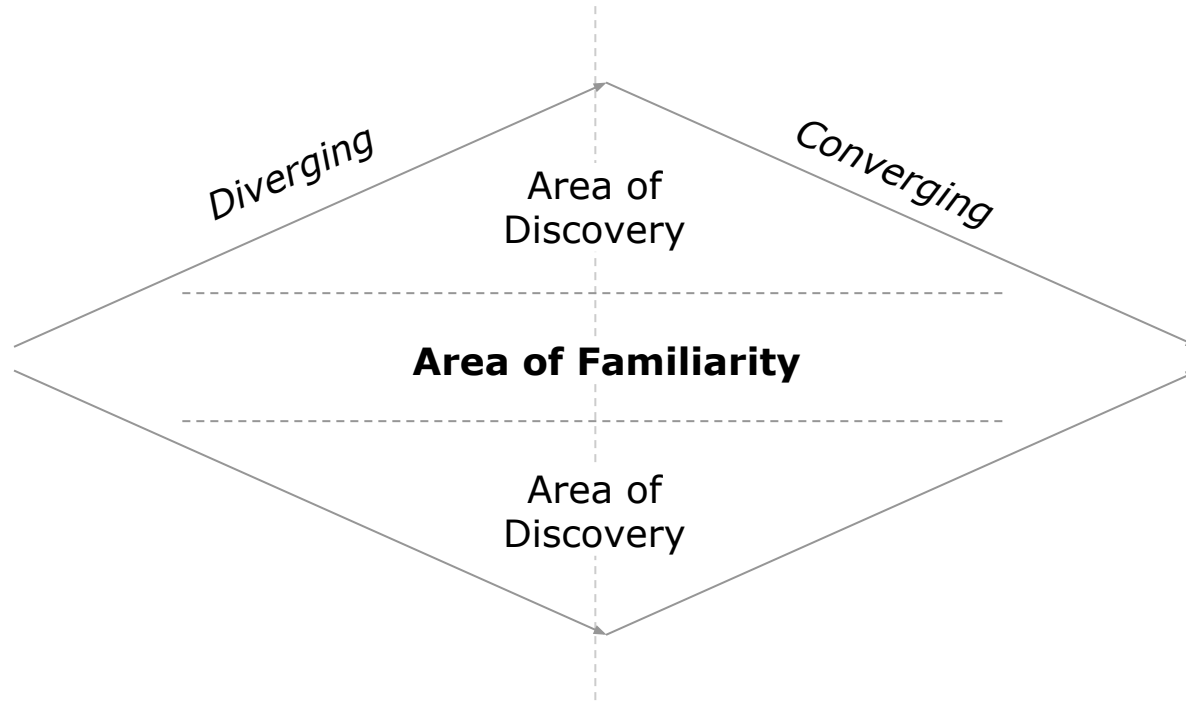 Diverging
Converging
Area of
Discovery
Area of Familiarity
Area of
Discovery